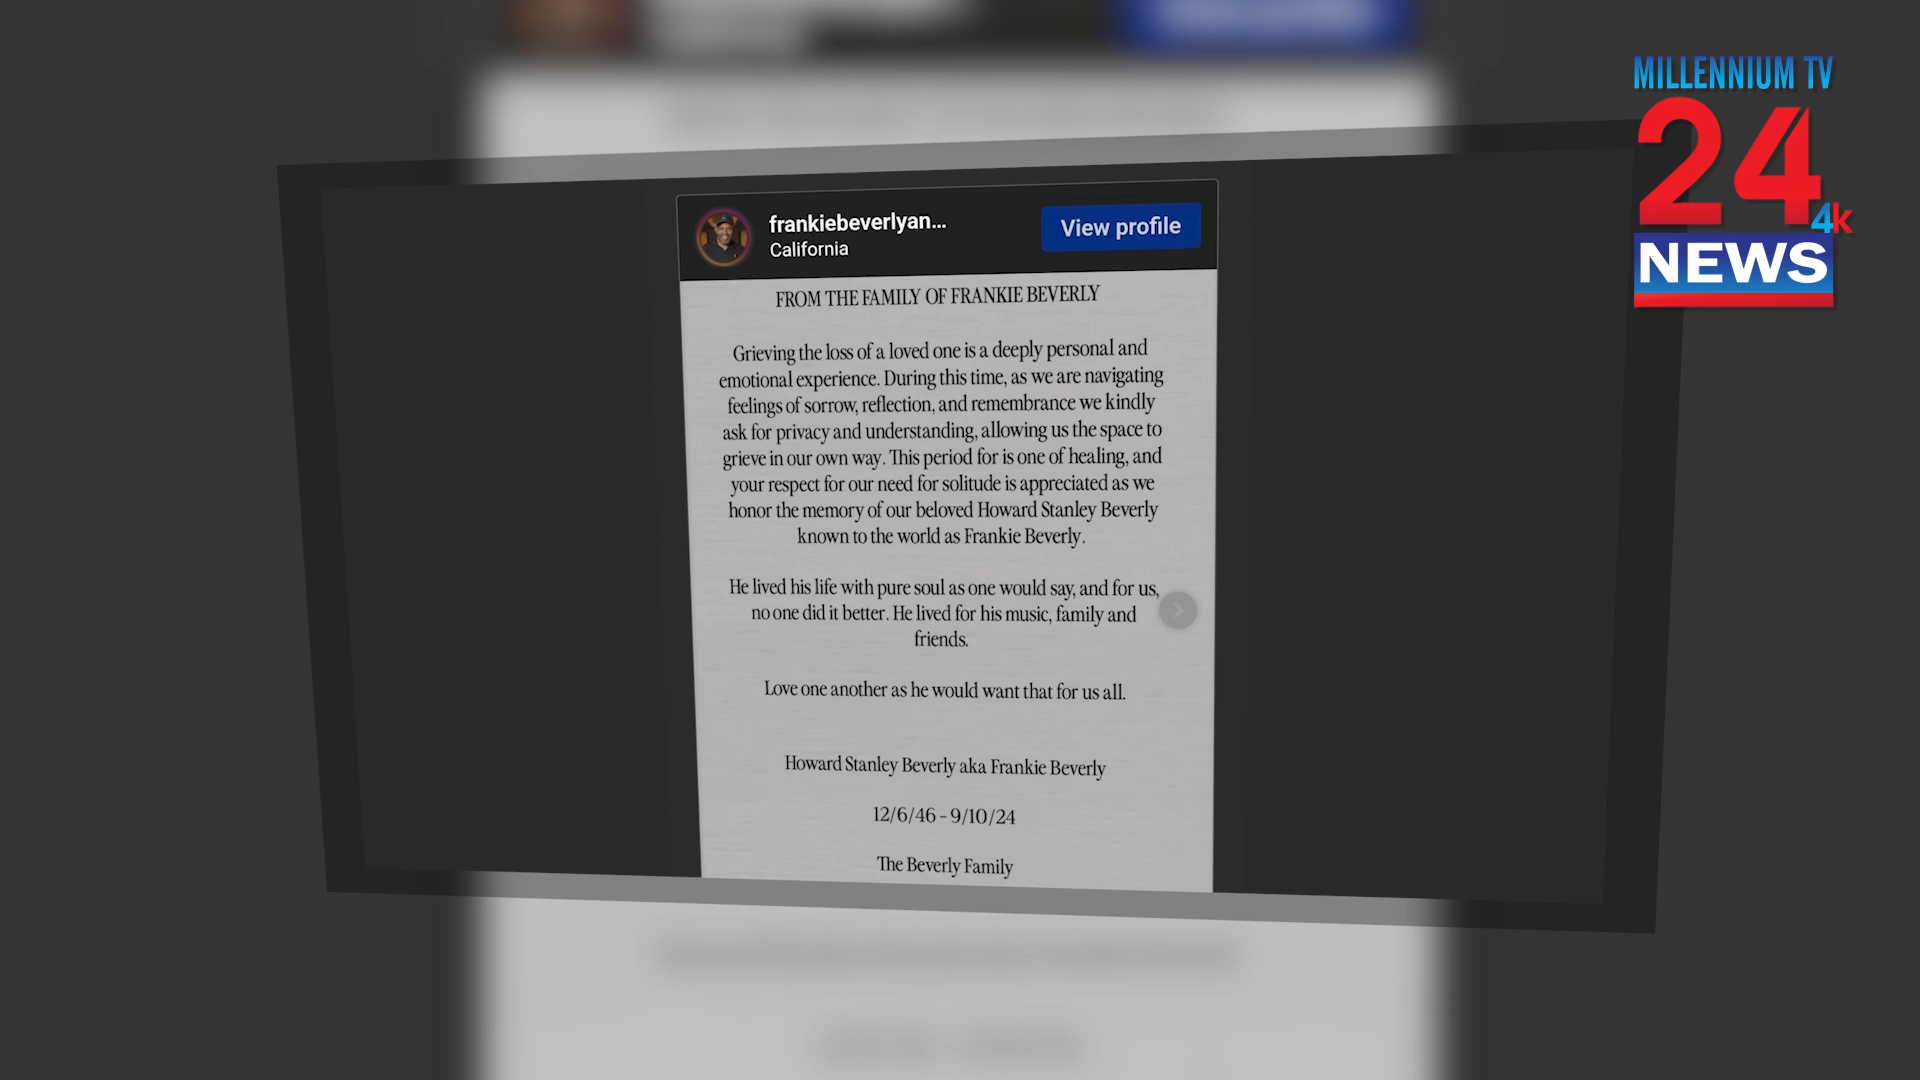 MILLENNIUM TV
24
4k
NEWS
frankiebeverlyan...
California
View profile
FROM THE FAMILY OF FRANKIE BEVERLY
Grieving the loss of a loved one is a deeply personal and
emotional experience. During this time, as we are navigating
feelings of sorrow, reflection, and remembrance we kindly
ask for privacy and understanding, allowing us the space to
grieve in our own way. This period for is one of healing, and
your respect for our need for solitude is appreciated as we
honor the memory of our beloved Howard Stanley Beverly
known to the world as Frankie Beverly.
He lived his life with pure soul as one would say, and for us,
no one did it better. He lived for his music, family and
friends.
Love one another as he would want that for us all.
Howard Stanley Beverly aka Frankie Beverly
12/6/46 - 9/10/24
The Beverly Family